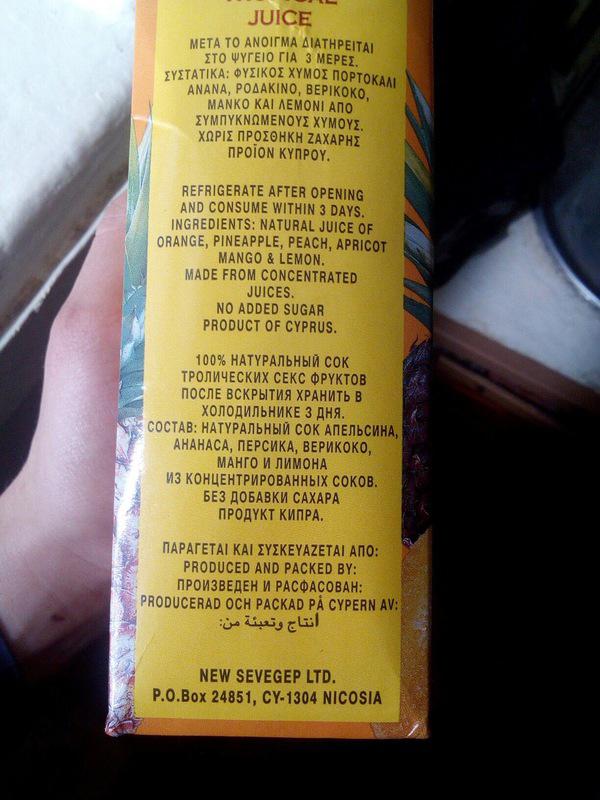 TROPICAL
JUICE
ΜΕΤΑ ΤΟ ΑΝΟΙΓΜΑ ΔΙΑΤΗΡΕΙΤΑΙ
ΣΤΟ ΨΥΓΕΙΟ ΓΙΑ 3 ΜΕΡΕΣ.
ΣΥΣΤΑΤΙΚΑ: ΦΥΣΙΚΟΣ ΧΥΜΟΣ ΠΟΡΤΟΚΑΛΙ
ΑΝΑΝΑ, ΡΟΔΑΚΙΝΟ, ΒΕΡΙΚΟΚΟ,
ΜΑΝΚΟ ΚΑΙ ΛΕΜΟΝΙ ΑΠΟ
ΣΥΜΠΥΚΝΩΜΕΝΟΥΣ ΧΥΜΟΥΣ.
ΧΩΡΙΣ ΠΡΟΣΘΗΚΗ ΖΑΧΑΡΗΣ
ΠΡΟΪΟΝ ΚΥΠΡΟΥ.
REFRIGERATE AFTER OPENING
AND CONSUME WITHIN 3 DAYS.
INGREDIENTS: NATURAL JUICE OF
ORANGE, PINEAPPLE, PEACH, APRICOT
MANGO & LEMON.
MADE FROM CONCENTRATED
JUICES.
NO ADDED SUGAR
PRODUCT OF CYPRUS.
100% НАТУРАЛЬНЫЙ СОК
ТРОЛИЧЕСКИХ СЕКС ФРУКТОВ
ПОСЛЕ ВСКРЫТИЯ ХРАНИТЬ В
ХОЛОДИЛЬНИКЕ 3 ДНЯ.
СОСТАВ: НАТУРАЛЬНЫЙ СОК АПЕЛЬСИНА,
АНАНАСА, ПЕРСИКА, ВЕРИКОКО,
МАНГО И ЛИМОНА
ИЗ КОНЦЕНТРИРОВАННЫХ СОКОВ.
БЕЗ ДОБАВКИ САХАРА
ПРОДУКТ КИПРА.
ΠΑΡΑΓΕΤΑΙ ΚΑΙ ΣΥΣΚΕΥΑΖΕΤΑΙ ΑΠΟ:
PRODUCED AND PACKED BY:
ПРОИЗВЕДЕН И РАСФАСОВАН:
PRODUCERAD OCH PACKAD PÅ CYPERN AV:
أنتاج وتعبئة من:
NEW SEVEGEP LTD.
P.O.Box 24851, CY-1304 NICOSIA